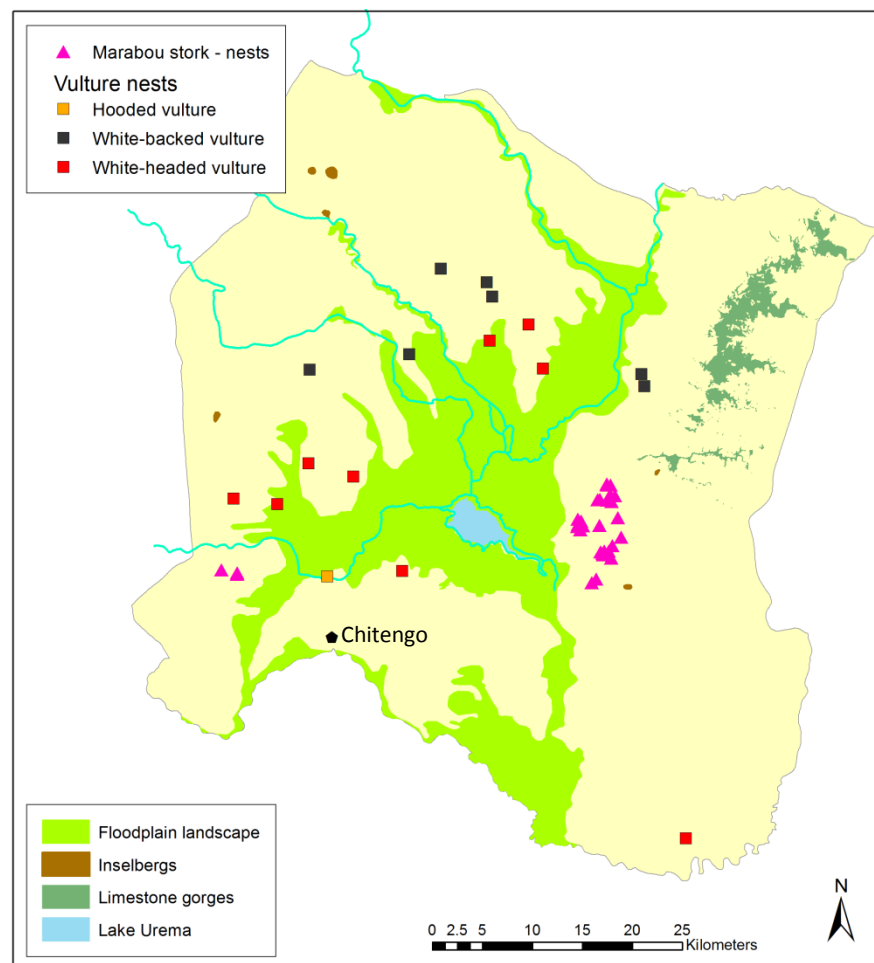 Marabou stork - nests
Vulture nests
Hooded vulture
White-backed vulture
White-headed vulture
Chitengo
Floodplain landscape
Inselbergs
Limestone gorges
Lake Urema
N
0 2.5 5 10 15 20 25
Kilometers